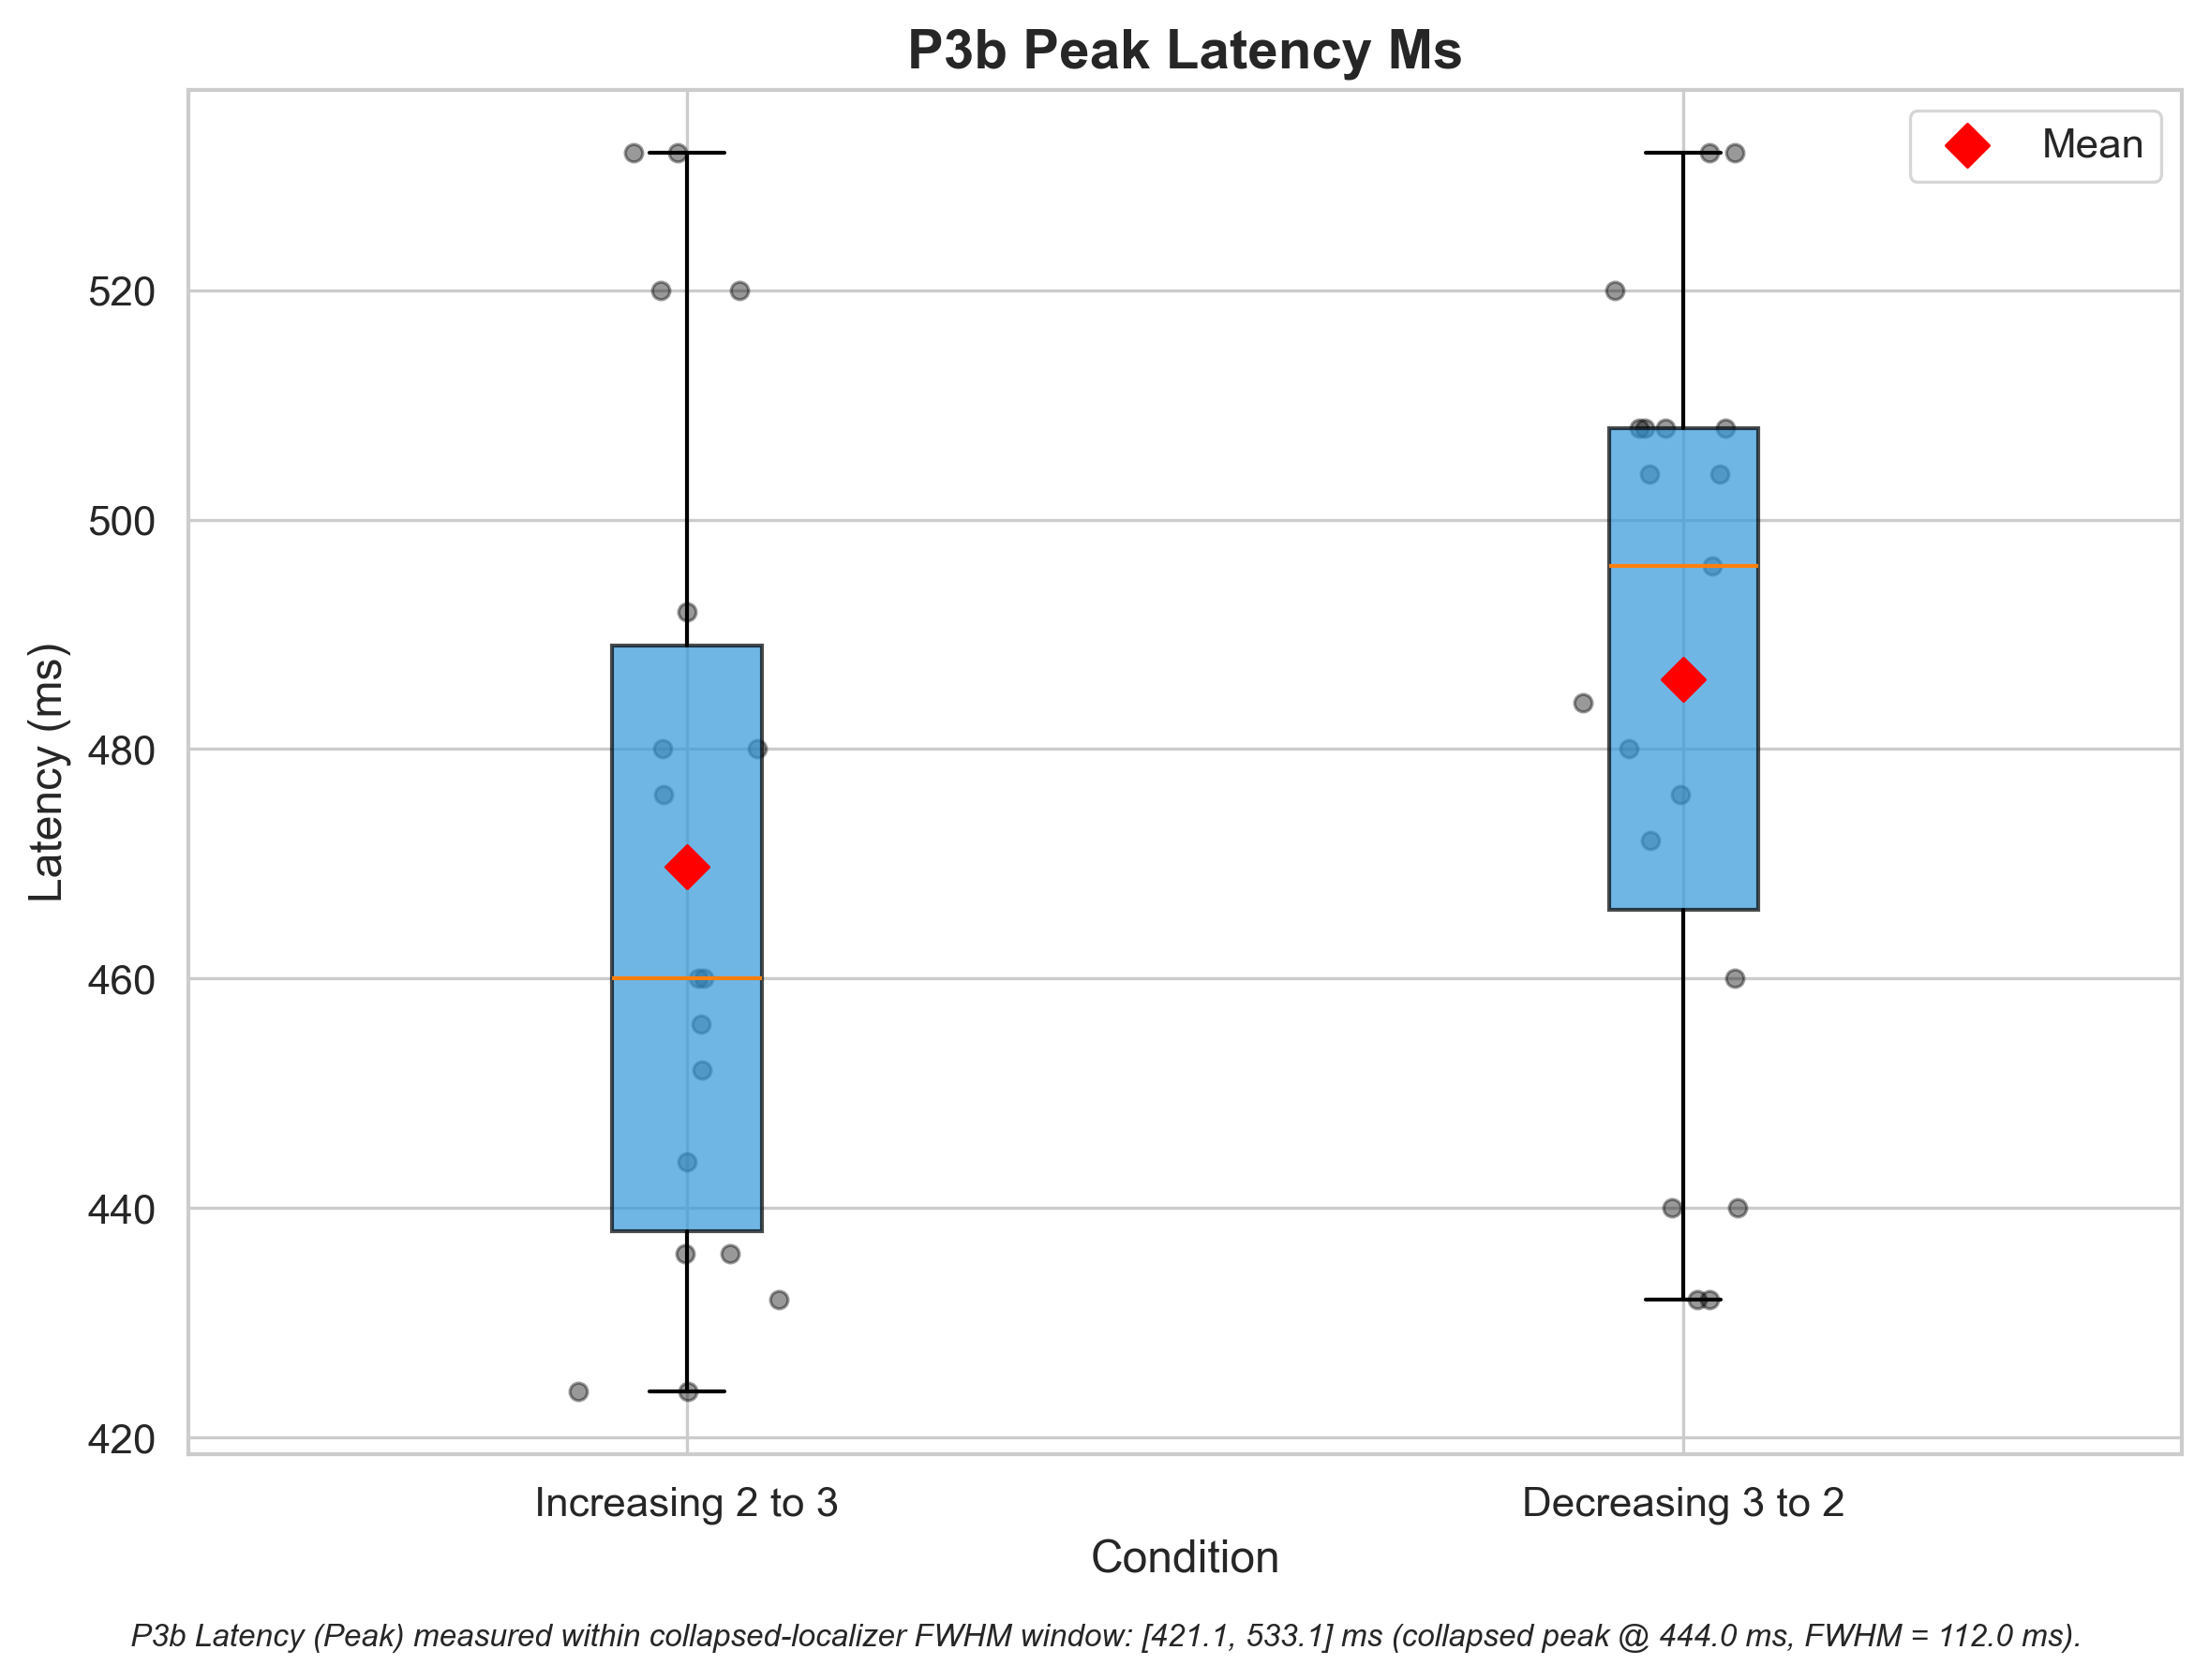 P3b Peak Latency Ms
Mean
520
500
480
460
440
420
Latency (ms)
Increasing 2 to 3
Decreasing 3 to 2
Condition
P3b Latency (Peak) measured within collapsed-localizer FWHM window: [421.1, 533.1] ms (collapsed peak @ 444.0 ms, FWHM = 112.0 ms).